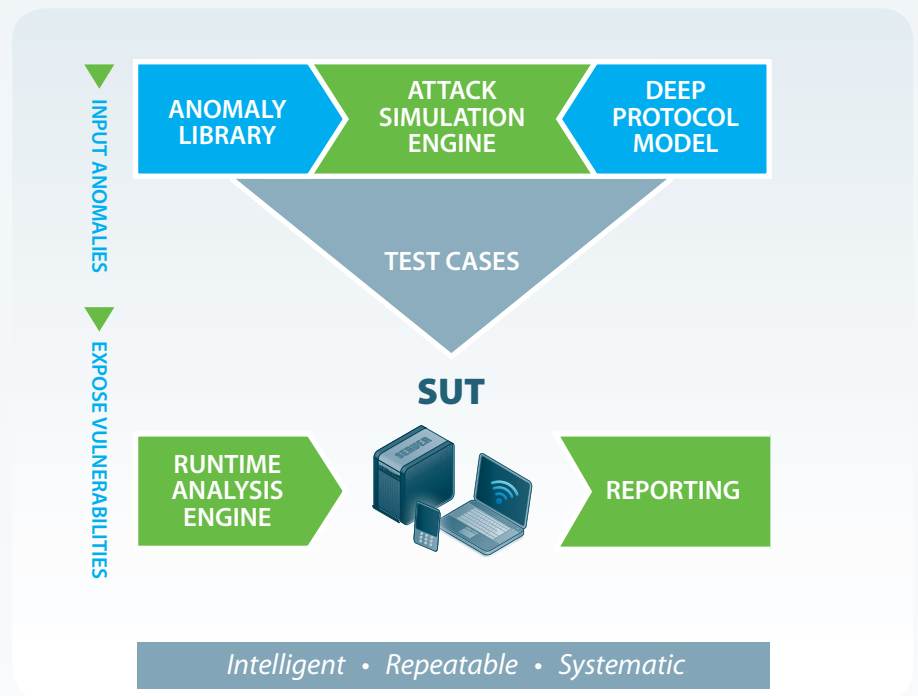 INPUT ANOMALIES
ANOMALY
LIBRARY
ATTACK
SIMULATION
ENGINE
DEEP
PROTOCOL
MODEL
TEST CASES
EXPOSE VULNERABILITIES
SUT
RUNTIME
ANALYSIS
ENGINE
SENDER
REPORTING
Intelligent • Repeatable • Systematic